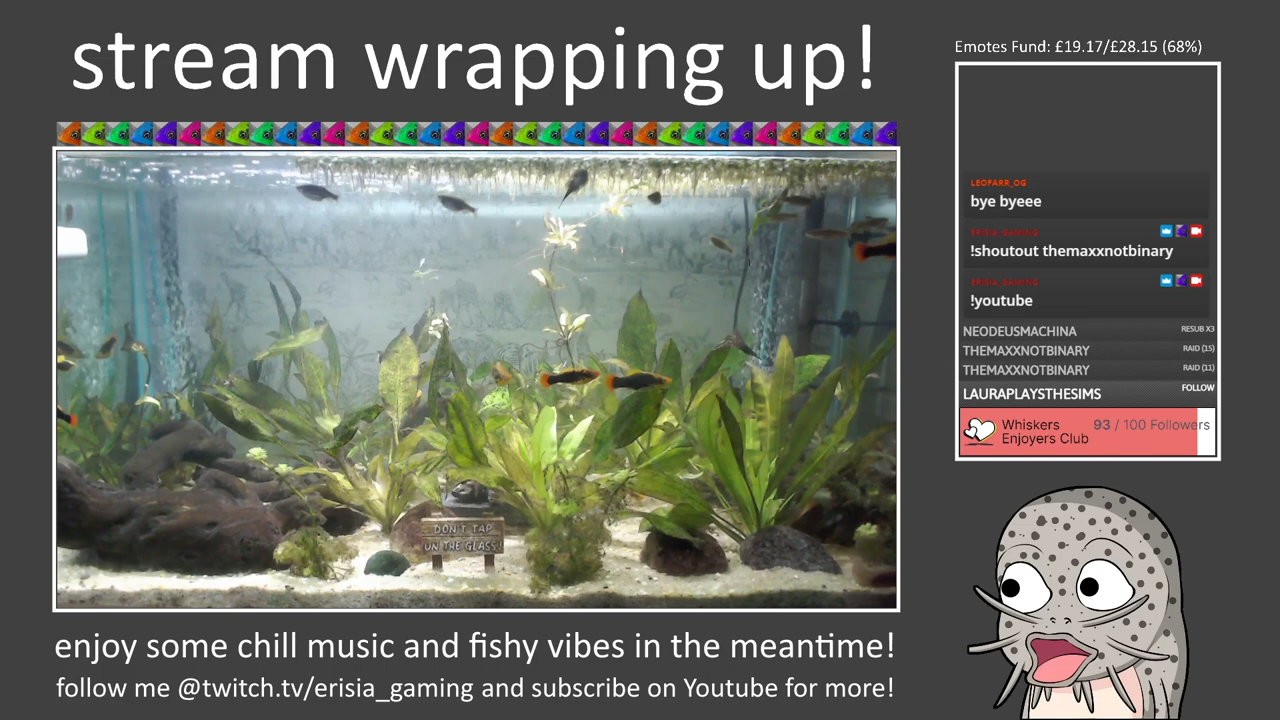 stream wrapping up!
Emotes Fund: £19.17/£28.15 (68%)
LEOFARR_OG
bye byeee
ERISIA_GAMING
!shoutout themaxxnotbinary
ERISIA_GAMING
!youtube
NEODEUSMACHINA RESUB X3
THEMAXXNOTBINARY RAID (15)
THEMAXXNOTBINARY RAID (11)
LAURAPLAYSTHESIMS FOLLOW
Whiskers 93 / 100 Followers
Enjoyers Club
DON'T TAP
ON THE GLASS!
enjoy some chill music and fishy vibes in the meantime!
follow me @twitch.tv/erisia_gaming and subscribe on Youtube for more!